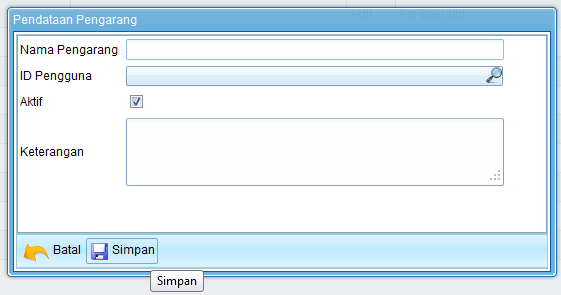 Pendataan Pengarang
Nama Pengarang
ID Pengguna
Aktif
Keterangan
Batal Simpan
Simpan